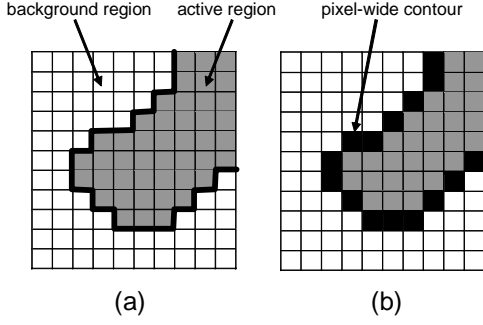 background region
active region
pixel-wide contour
(a)
(b)